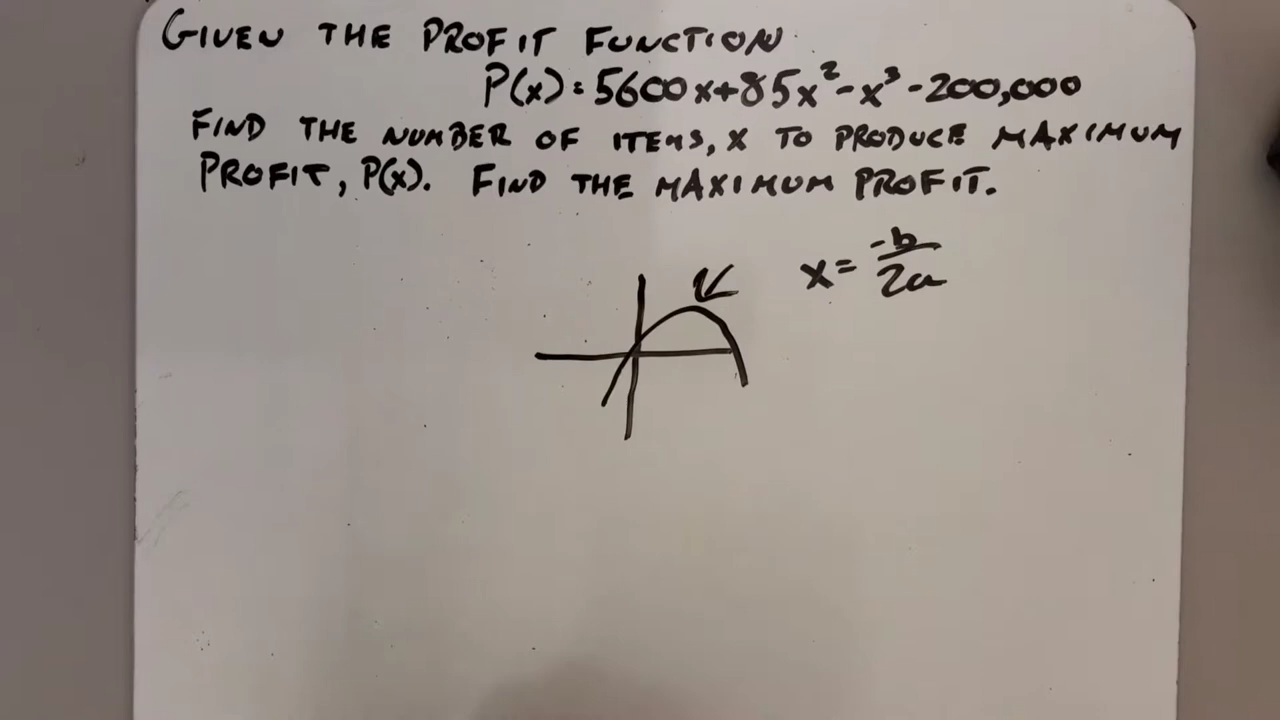 GIVEN THE PROFIT FUNCTION
P(x) = 5600x+85x²-x³-200,000
FIND THE NUMBER OF ITEMS, X TO PRODUCE MAXIMUM
PROFIT, P(x). FIND THE MAXIMUM PROFIT.
x = -b/2a